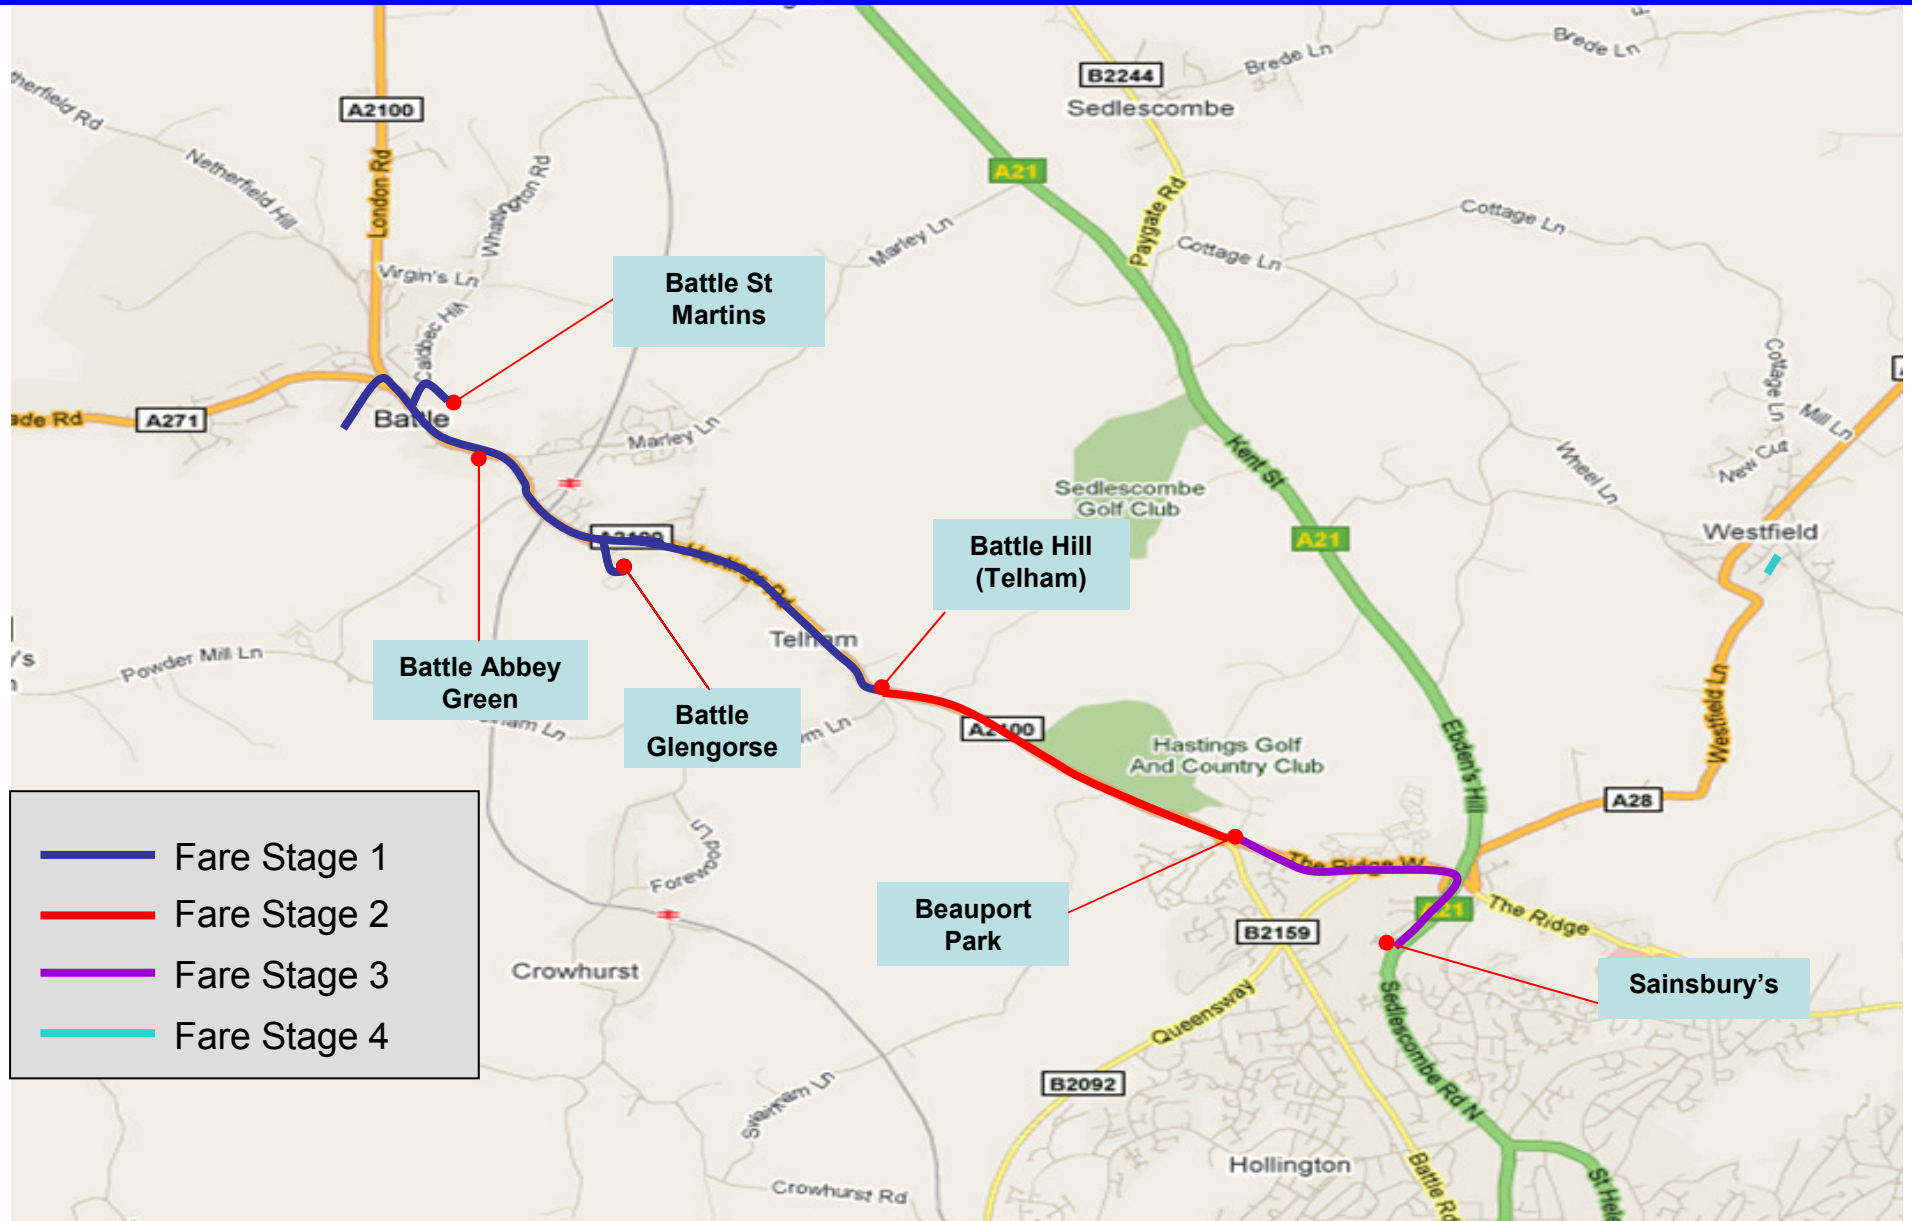 Brede Ln
Brede Ln
B2244
Sedlescombe
A2100
London Rd
Netherfield Hill
A21
Paygate Rd
Marley Ln
Cottage Ln
Cottage Ln
Virgin's Ln
Caldbec Hill
Battle St
Martins
Battle
A271
Marley Ln
Kent St
Cottage Ln
Mill Ln
New Cut
Wheel Ln
Westfield
Sedlescombe
Golf Club
A21
Battle Hill
(Telham)
Hastings Rd
Telham
Powder Mill Ln
Battle Abbey
Green
Battle
Glengorse
A2100
Hastings Golf
And Country Club
Ebden's Hill
Westfield Ln
A28
The Ridge W
The Ridge
A21
Beauport
Park
B2159
Sainsbury's
Forewood Ln
Crowhurst
Queensway
Sedlescombe Rd N
B2092
Swainham Ln
Hollington
Battle Rd
Crowhurst Rd
Fare Stage 1
Fare Stage 2
Fare Stage 3
Fare Stage 4